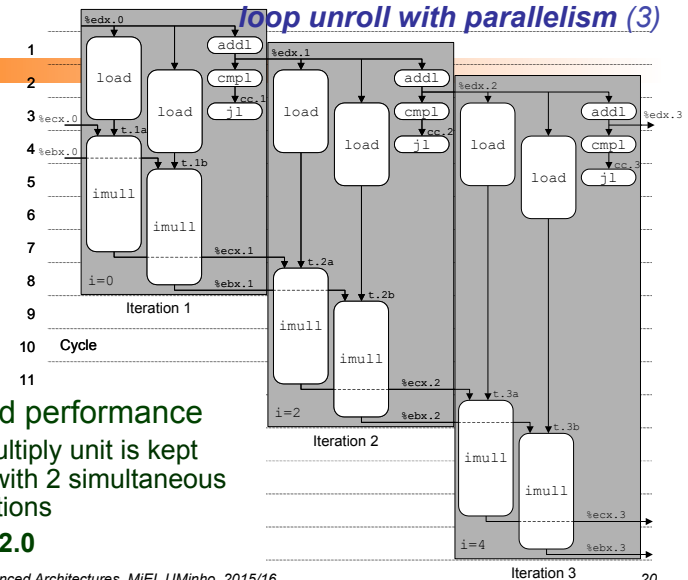 loop unroll with parallelism (3)
%edx.0
1
2
3
4
5
6
7
8
9
10
11
Cycle
load
load
addl
cmpl
cc.1
jl
%ecx.0
%ebx.0
t.1a
t.1b
imull
imull
%ecx.1
%ebx.1
i=0
Iteration 1
%edx.1
load
load
addl
cmpl
cc.2
jl
t.2a
t.2b
imull
imull
%ecx.2
%ebx.2
i=2
Iteration 2
%edx.2
load
load
addl
%edx.3
cmpl
cc.3
jl
t.3a
t.3b
imull
imull
%ecx.3
%ebx.3
i=4
Iteration 3
d performance
ultiply unit is kept
with 2 simultaneous
tions
2.0
nced Architectures, MiEI, UMinho, 2015/16
20